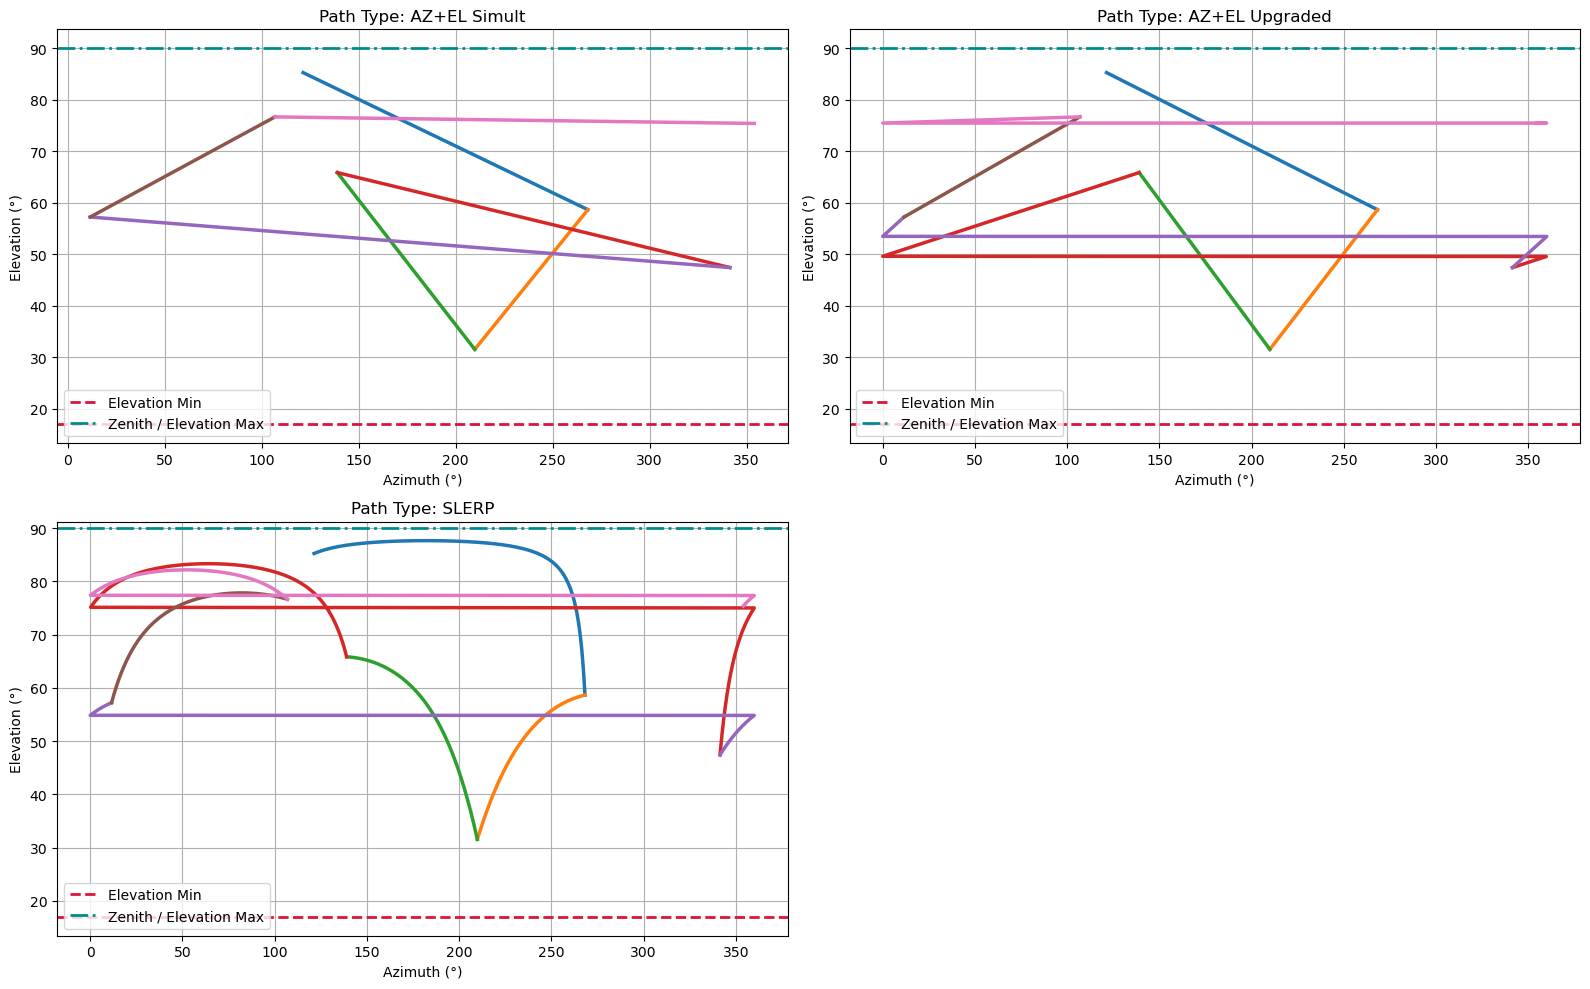 Path Type: AZ+EL Simult
90
80
70
60
50
40
30
20
Elevation (°)
Elevation Min
Zenith / Elevation Max
0 50 100 150 200 250 300 350
Azimuth (°)
Path Type: AZ+EL Upgraded
90
80
70
60
50
40
30
20
Elevation (°)
Elevation Min
Zenith / Elevation Max
0 50 100 150 200 250 300 350
Azimuth (°)
Path Type: SLERP
90
80
70
60
50
40
30
20
Elevation (°)
Elevation Min
Zenith / Elevation Max
0 50 100 150 200 250 300 350
Azimuth (°)